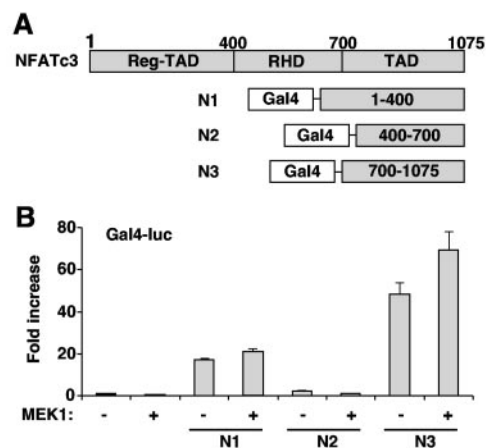 A
1 400 700 1075
NFATc3 Reg-TAD RHD TAD
N1 Gal4 1-400
N2 Gal4 400-700
N3 Gal4 700-1075
B
Gal4-luc
Fold increase
80
60
40
20
0
MEK1: - + - + - + - +
N1 N2 N3